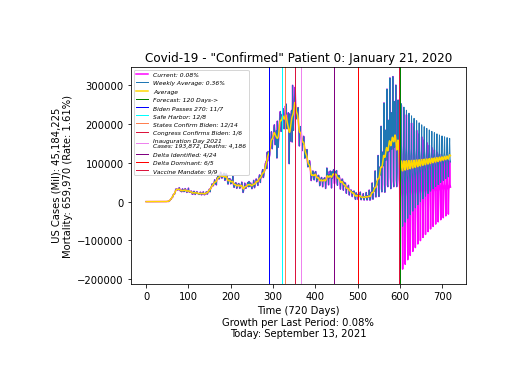 Covid-19 - "Confirmed" Patient 0: January 21, 2020
Current: 0.08%
Weekly Average: 0.36%
Average
Forecast: 120 Days->
Biden Passes 270: 11/7
Safe Harbor: 12/8
States Confirm Biden: 12/14
Congress Confirms Biden: 1/6
Inauguration Day 2021
Cases: 193,872, Deaths: 4,186
Delta Identified: 4/24
Delta Dominant: 6/5
Vaccine Mandate: 9/9
US Cases (Mil): 45,184,225
Mortality: 659,970 (Rate: 1.61%)
300000
200000
100000
0
−100000
−200000
0 100 200 300 400 500 600 700
Time (720 Days)
Growth per Last Period: 0.08%
Today: September 13, 2021